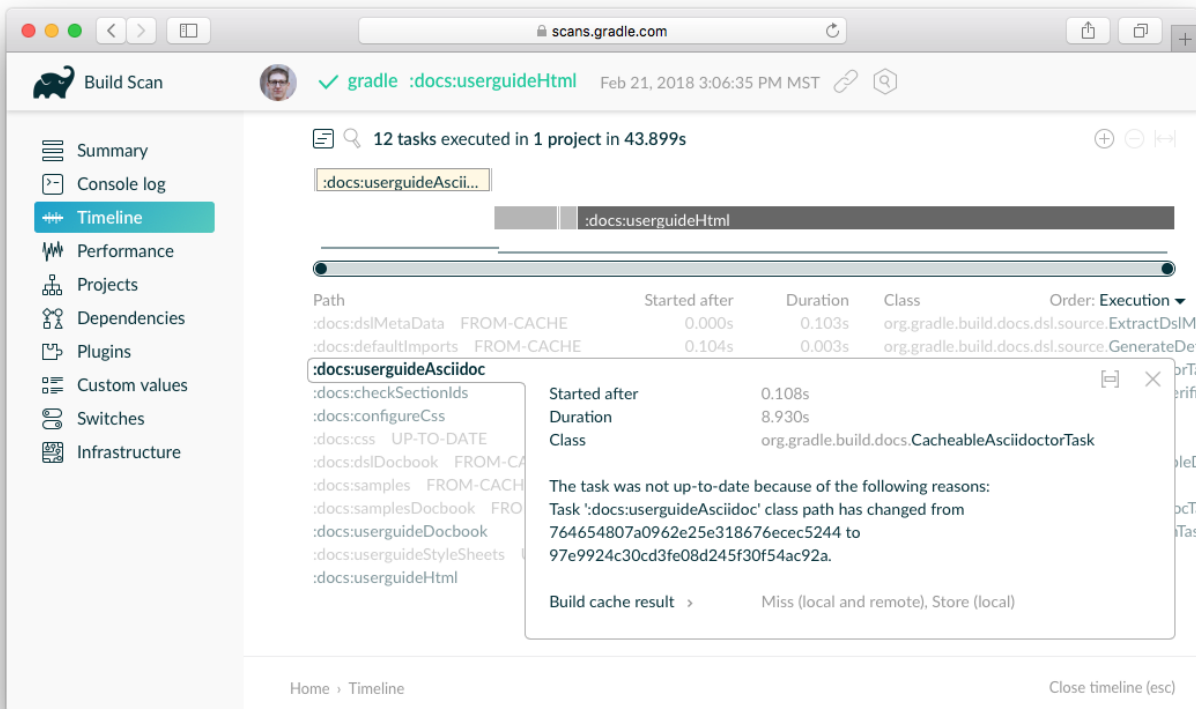 scans.gradle.com
Build Scan
gradle :docs:userguideHtml Feb 21, 2018 3:06:35 PM MST
Summary
Console log
Timeline
Performance
Projects
Dependencies
Plugins
Custom values
Switches
Infrastructure
12 tasks executed in 1 project in 43.899s
:docs:userguideAscii...
:docs:userguideHtml
Path Started after Duration Class Order: Execution
:docs:dslMetaData FROM-CACHE 0.000s 0.103s org.gradle.build.docs.dsl.source.ExtractDslM
:docs:defaultImports FROM-CACHE 0.104s 0.003s org.gradle.build.docs.dsl.source.GenerateDe
:docs:userguideAsciidoc
:docs:checkSectionIds
:docs:configureCss
:docs:css UP-TO-DATE
:docs:dslDocbook FROM-CA
:docs:samples FROM-CACH
:docs:samplesDocbook FRO
:docs:userguideDocbook
:docs:userguideStyleSheets
:docs:userguideHtml
Started after 0.108s
Duration 8.930s
Class org.gradle.build.docs.CacheableAsciidoctorTask
The task was not up-to-date because of the following reasons:
Task ':docs:userguideAsciidoc' class path has changed from
764654807a0962e25e318676ecec5244 to
97e9924c30cd3fe08d245f30f54ac92a.
Build cache result › Miss (local and remote), Store (local)
Home › Timeline
Close timeline (esc)